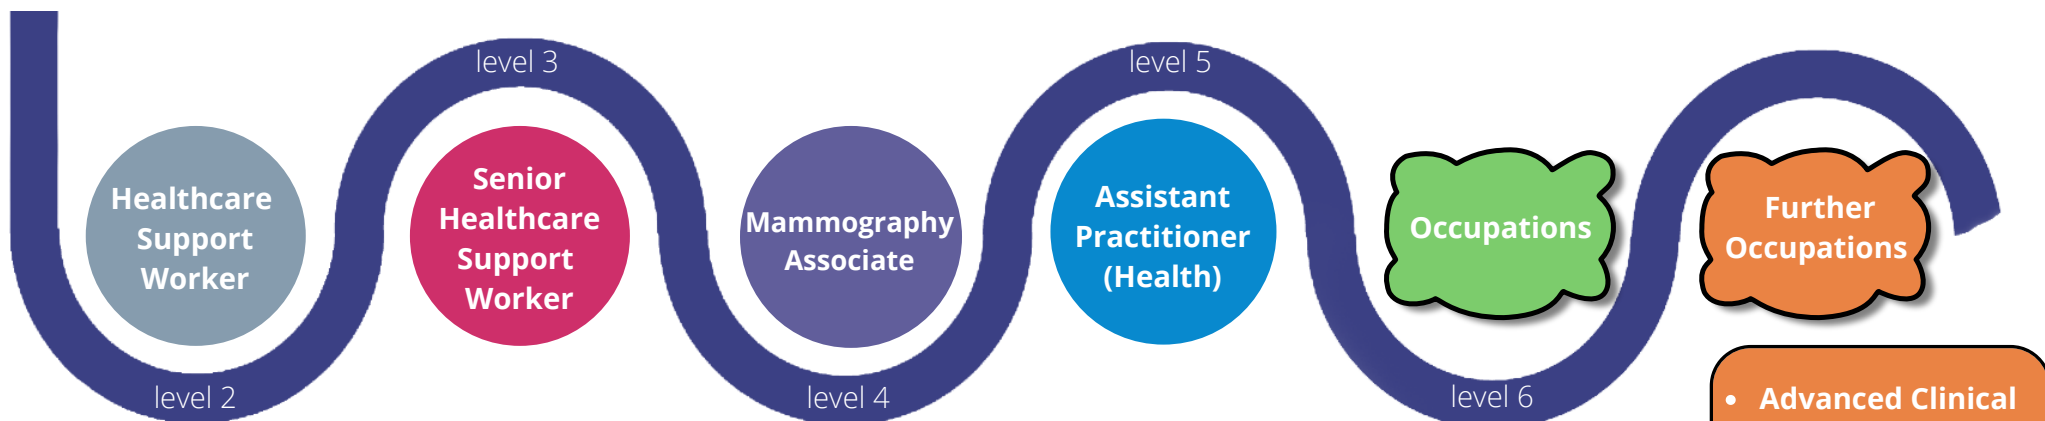 level 3
level 5
Healthcare
Support
Worker
Senior
Healthcare
Support
Worker
Mammography
Associate
Assistant
Practitioner
(Health)
Occupations
Further
Occupations
level 2
level 4
level 6
• Advanced Clinical